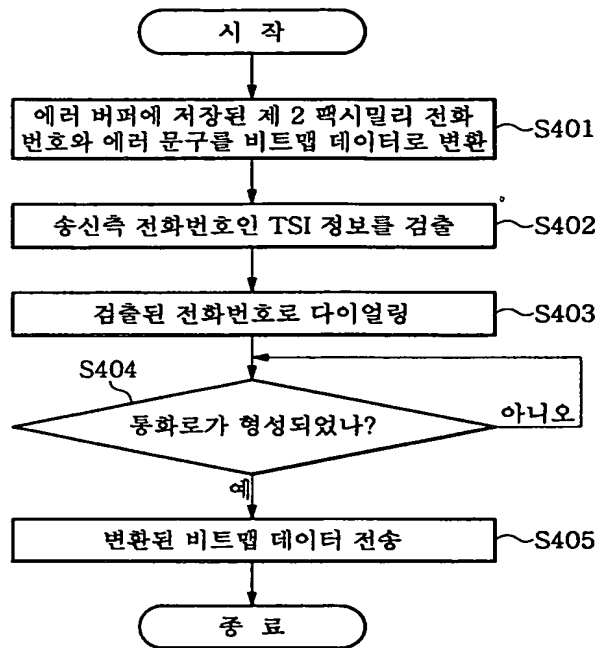 시 작
에러 버퍼에 저장된 제 2 팩시밀리 전화
번호와 에러 문구를 비트맵 데이터로 변환
S401
송신측 전화번호인 TSI 정보를 검출
S402
검출된 전화번호로 다이얼링
S403
S404
통화로가 형성되었나?
아니오
예
변환된 비트맵 데이터 전송
S405
종 료